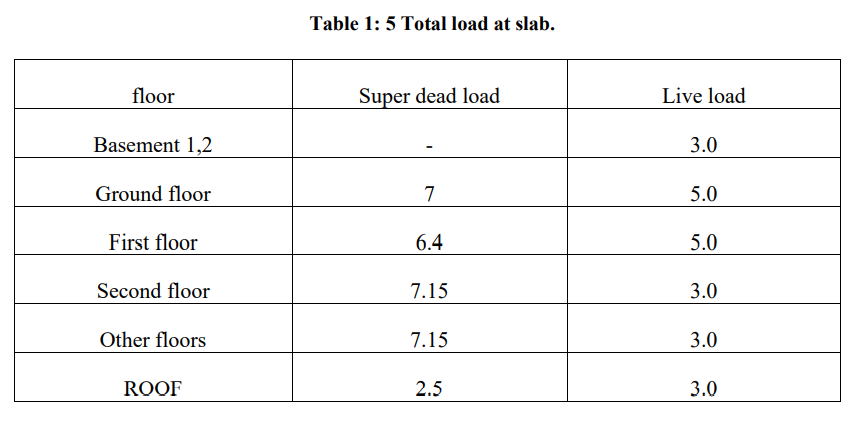 Table 1: 5 Total load at slab.
floor Super dead load Live load
Basement 1,2 - 3.0
Ground floor 7 5.0
First floor 6.4 5.0
Second floor 7.15 3.0
Other floors 7.15 3.0
ROOF 2.5 3.0